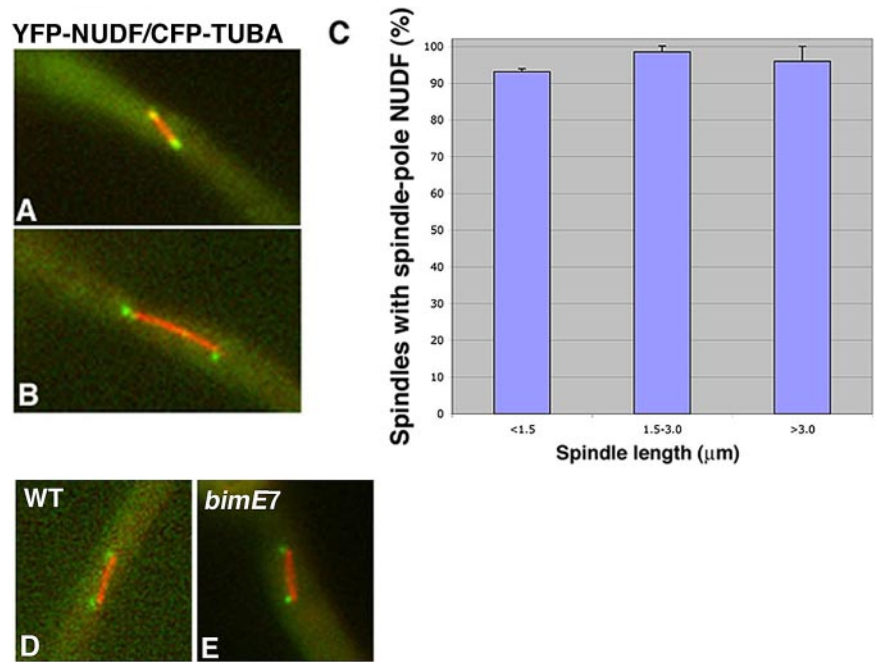 YFP-NUDF/CFP-TUBA
A
B
C
Spindles with spindle-pole NUDF (%)
100
90
80
70
60
50
40
30
20
10
0
<1.5
1.5-3.0
>3.0
Spindle length (μm)
WT
D
bimE7
E